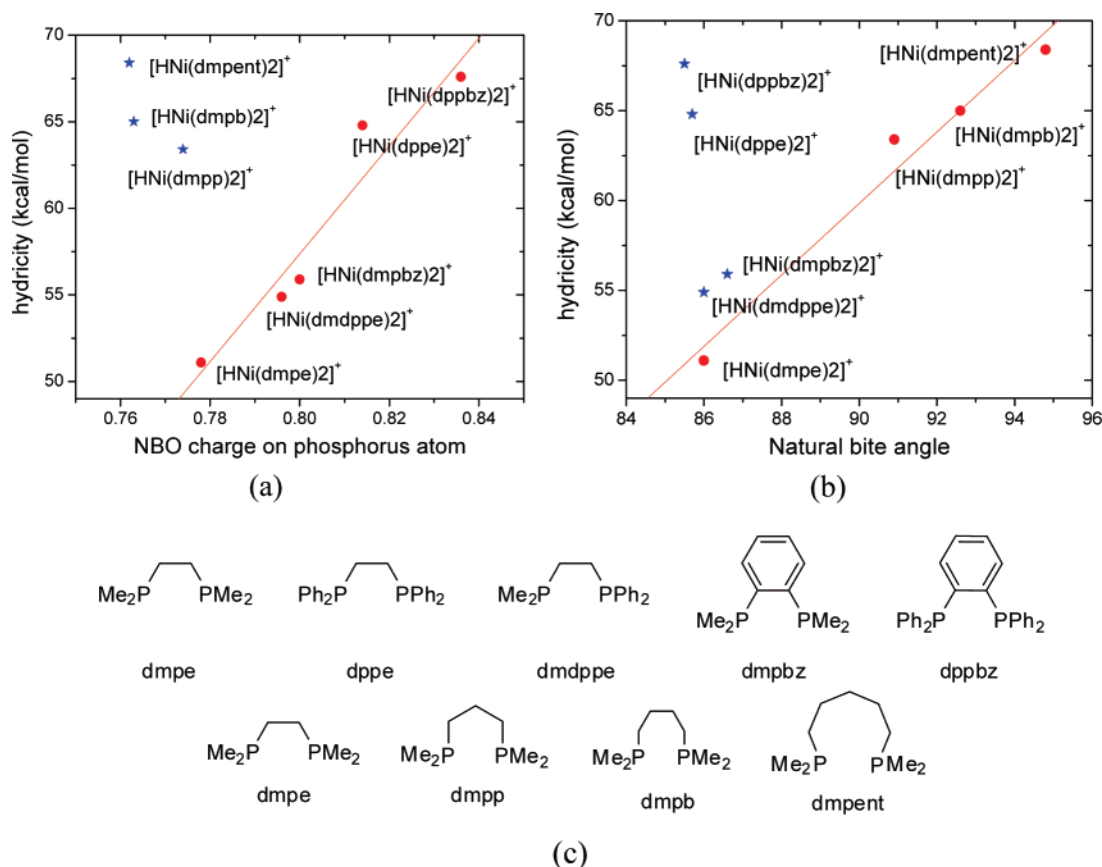 hydricity (kcal/mol)
70
65
60
55
50
[HNi(dmpent)2]+
[HNi(dmpb)2]+
[HNi(dmpp)2]+
[HNi(dppbz)2]+
[HNi(dppe)2]+
[HNi(dmpbz)2]+
[HNi(dmdppe)2]+
[HNi(dmpe)2]+
0.76 0.78 0.80 0.82 0.84
NBO charge on phosphorus atom
(a)
hydricity (kcal/mol)
70
65
60
55
50
[HNi(dmpent)2]+
[HNi(dppbz)2]+
[HNi(dppe)2]+
[HNi(dmpb)2]+
[HNi(dmpp)2]+
[HNi(dmpbz)2]+
[HNi(dmdppe)2]+
[HNi(dmpe)2]+
84 86 88 90 92 94 96
Natural bite angle
(b)
Me2P PMe2 Ph2P PPh2 Me2P PPh2 Me2P PMe2 Ph2P PPh2
dmpe dppe dmdppe dmpbz dppbz
Me2P PMe2 Me2P PMe2 Me2P PMe2 Me2P PMe2
dmpe dmpp dmpb dmpent
(c)